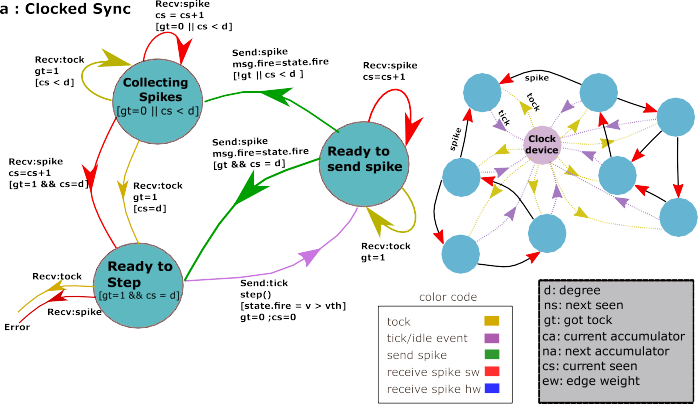 a : Clocked Sync
Recv:spike
cs = cs+1
[gt=0 || cs < d]
Recv:tock
gt=1
[cs < d]
Collecting
Spikes
[gt=0 || cs < d]
Send:spike
msg.fire=state.fire
[!gt || cs < d ]
Recv:spike
cs=cs+1
Send:spike
msg.fire=state.fire
[gt && cs = d]
Ready to
send spike
Recv:spike
cs=cs+1
[gt=1 && cs=d]
Recv:tock
gt=1
[cs=d]
Recv:tock
gt=1
Ready to
Step
[gt=1 && cs = d]
Recv:tock
Recv:spike
Error
Send:tick
step()
[state.fire = v > vth]
gt=0 ;cs=0
spike
tock
tick
spike
Clock
device
color code
tock
tick/idle event
send spike
receive spike sw
receive spike hw
d: degree
ns: next seen
gt: got tock
ca: current accumulator
na: next accumulator
cs: current seen
ew: edge weight